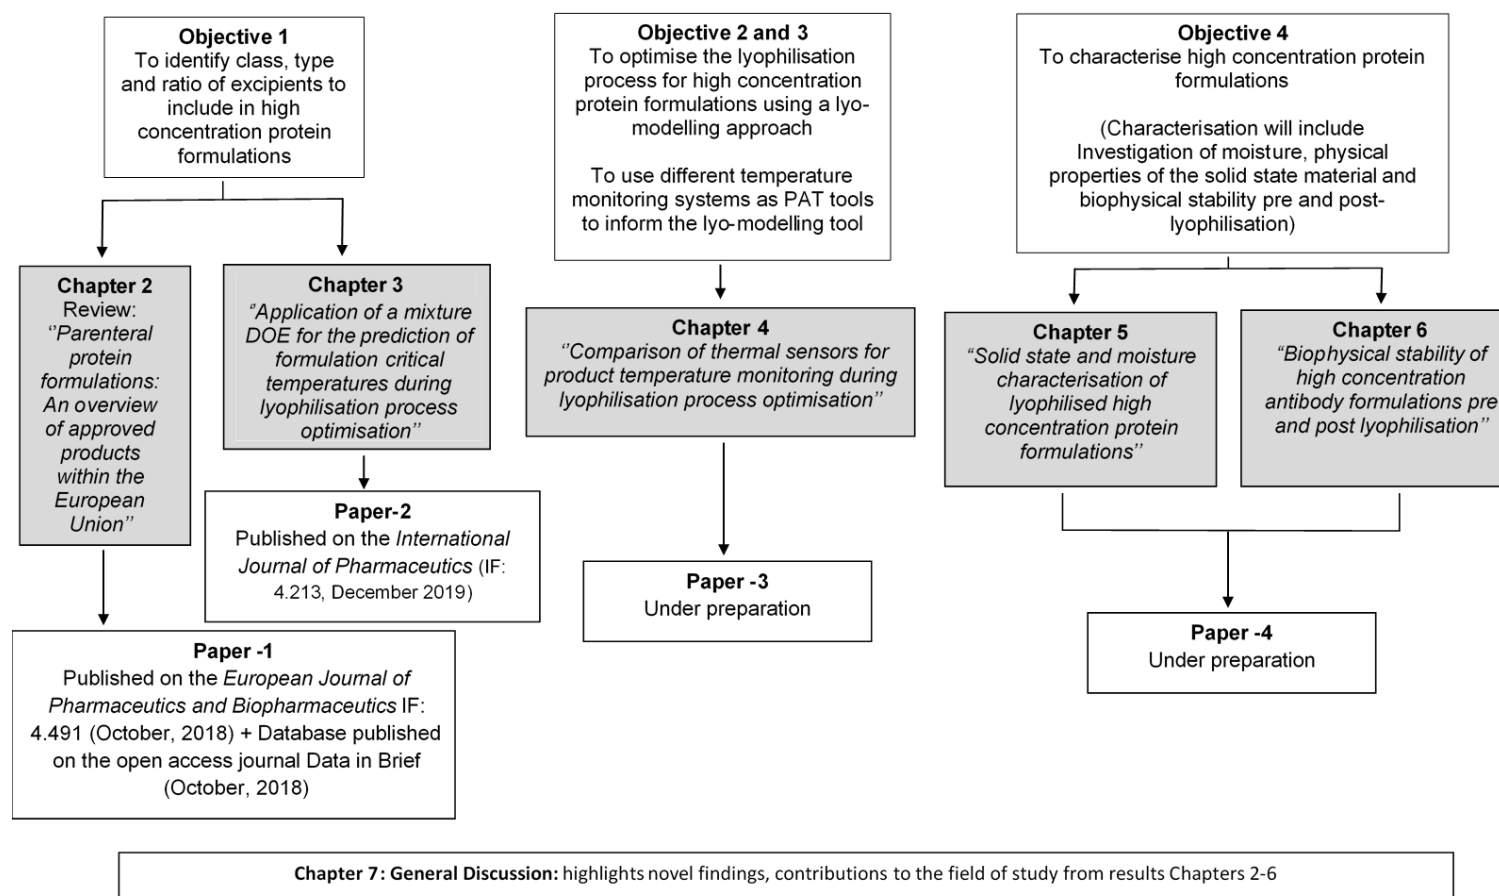 Objective 1
To identify class, type
and ratio of excipients to
include in high
concentration protein
formulations
Objective 2 and 3
To optimise the lyophilisation
process for high concentration
protein formulations using a lyo-
modelling approach
To use different temperature
monitoring systems as PAT tools
to inform the lyo-modelling tool
Objective 4
To characterise high concentration protein
formulations
(Characterisation will include
Investigation of moisture, physical
properties of the solid state material and
biophysical stability pre and post-
lyophilisation)
Chapter 2
Review:
‘’Parenteral
protein
formulations:
An overview
of approved
products
within the
European
Union’’
Chapter 3
‘’Application of a mixture
DOE for the prediction of
formulation critical
temperatures during
lyophilisation process
optimisation’’
Chapter 4
‘’Comparison of thermal sensors for
product temperature monitoring during
lyophilisation process optimisation’’
Chapter 5
“Solid state and moisture
characterisation of
lyophilised high
concentration protein
formulations’’
Chapter 6
“Biophysical stability of
high concentration
antibody formulations pre
and post lyophilisation’’
Paper-2
Published on the International
Journal of Pharmaceutics (IF:
4.213, December 2019)
Paper -3
Under preparation
Paper -4
Under preparation
Paper -1
Published on the European Journal of
Pharmaceutics and Biopharmaceutics IF:
4.491 (October, 2018) + Database published
on the open access journal Data in Brief
(October, 2018)
Chapter 7: General Discussion: highlights novel findings, contributions to the field of study from results Chapters 2-6